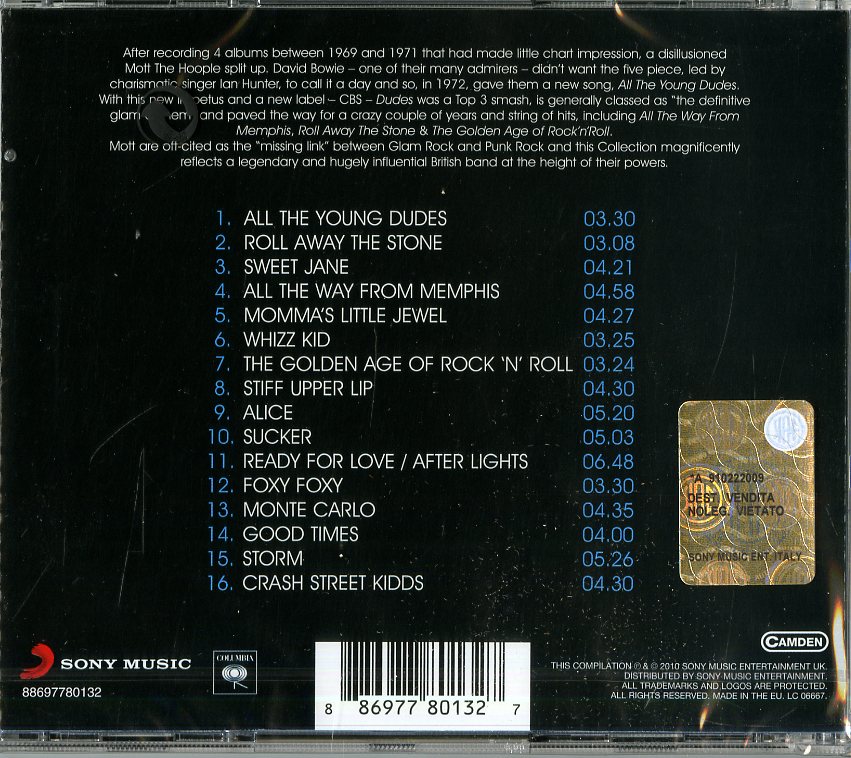 After recording 4 albums between 1969 and 1971 that had made little chart impression, a disillusioned
Mott The Hoople split up. David Bowie – one of their many admirers – didn't want the five piece, led by
charismatic singer Ian Hunter, to call it a day and so, in 1972, gave them a new song, All The Young Dudes.
With this new impetus and a new label – CBS – Dudes was a Top 3 smash, is generally classed as "the definitive
glam and paved the way for a crazy couple of years and string of hits, including All The Way From
Memphis, Roll Away The Stone & The Golden Age of Rock'n'Roll.
Mott are oft-cited as the "missing link" between Glam Rock and Punk Rock and this Collection magnificently
reflects a legendary and hugely influential British band at the height of their powers.
1. ALL THE YOUNG DUDES 03.30
2. ROLL AWAY THE STONE 03.08
3. SWEET JANE 04.21
4. ALL THE WAY FROM MEMPHIS 04.58
5. MOMMA'S LITTLE JEWEL 04.27
6. WHIZZ KID 03.25
7. THE GOLDEN AGE OF ROCK 'N' ROLL 03.24
8. STIFF UPPER LIP 04.30
9. ALICE 05.20
10. SUCKER 05.03
11. READY FOR LOVE / AFTER LIGHTS 06.48
12. FOXY FOXY 03.30
13. MONTE CARLO 04.35
14. GOOD TIMES 04.00
15. STORM 05.26
16. CRASH STREET KIDDS 04.30
*A 910222009
DEST. VENDITA
NOLEG. VIETATO
SONY MUSIC ENT. ITALY
SONY MUSIC
88697780132
COLUMBIA
8 86977 80132 7
CAMDEN
THIS COMPILATION ℗ & © 2010 SONY MUSIC ENTERTAINMENT UK.
DISTRIBUTED BY SONY MUSIC ENTERTAINMENT.
ALL TRADEMARKS AND LOGOS ARE PROTECTED.
ALL RIGHTS RESERVED. MADE IN THE EU. LC 06667.